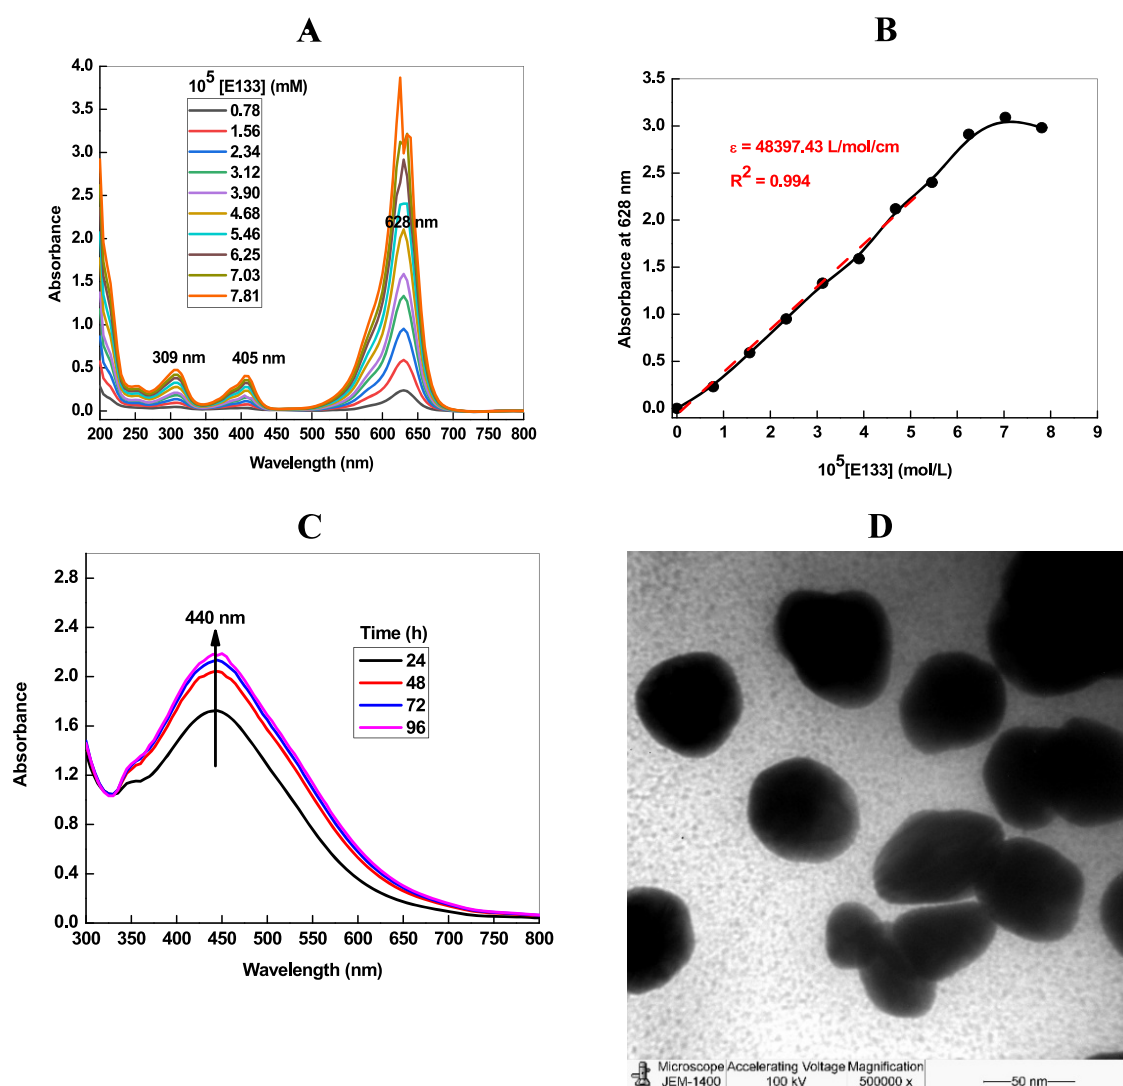 A
10^5 [E133] (mM)
0.78
1.56
2.34
3.12
3.90
4.68
5.46
6.25
7.03
7.81
628 nm
309 nm
405 nm
4.0
3.5
3.0
2.5
2.0
1.5
1.0
0.5
0.0
Absorbance
200 250 300 350 400 450 500 550 600 650 700 750 800
Wavelength (nm)
B
ε = 48397.43 L/mol/cm
R^2 = 0.994
3.5
3.0
2.5
2.0
1.5
1.0
0.5
0.0
Absorbance at 628 nm
0 1 2 3 4 5 6 7 8 9
10^5[E133] (mol/L)
C
440 nm
Time (h)
24
48
72
96
2.8
2.4
2.0
1.6
1.2
0.8
0.4
0.0
Absorbance
300 350 400 450 500 550 600 650 700 750 800
Wavelength (nm)
D
Microscope Accelerating Voltage Magnification
JEM-1400 100 kV 500000 x 50 nm